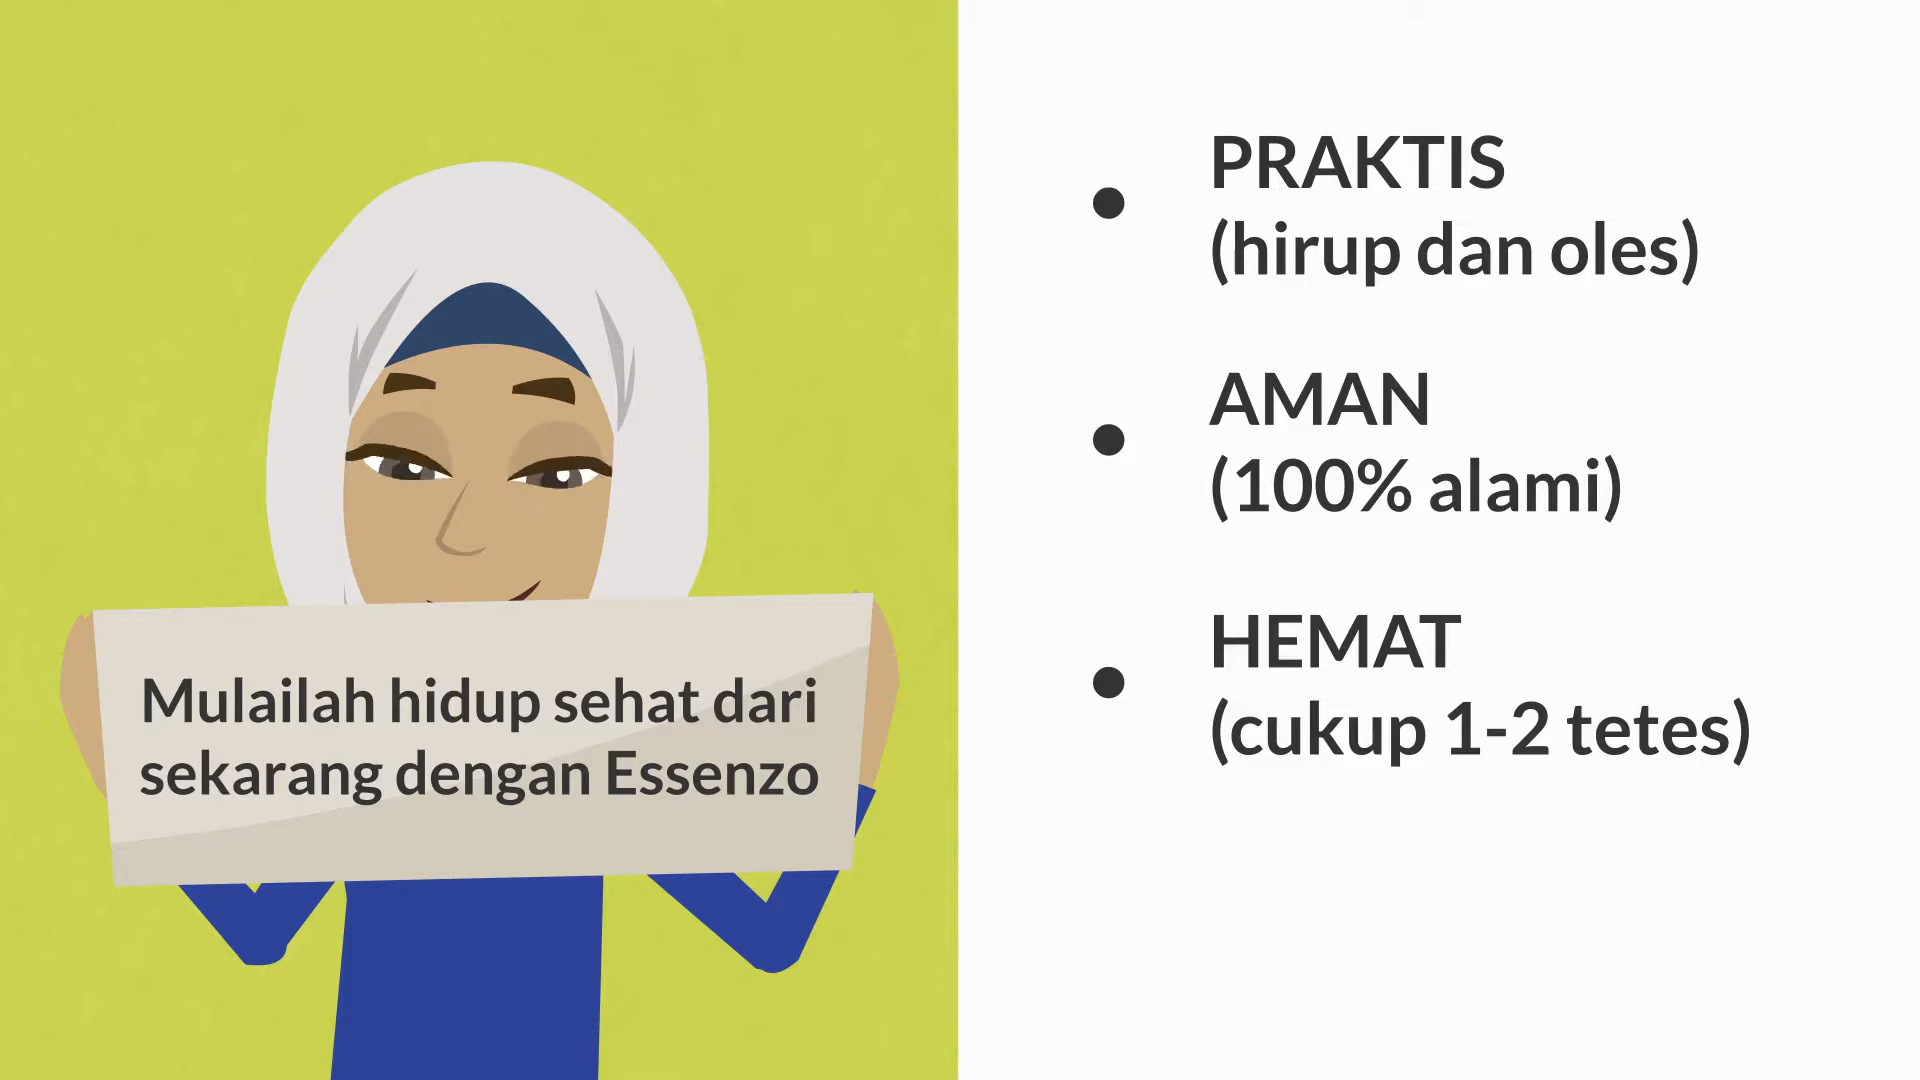 Mulailah hidup sehat dari
sekarang dengan Essenzo
PRAKTIS
(hirup dan oles)
AMAN
(100% alami)
HEMAT
(cukup 1-2 tetes)